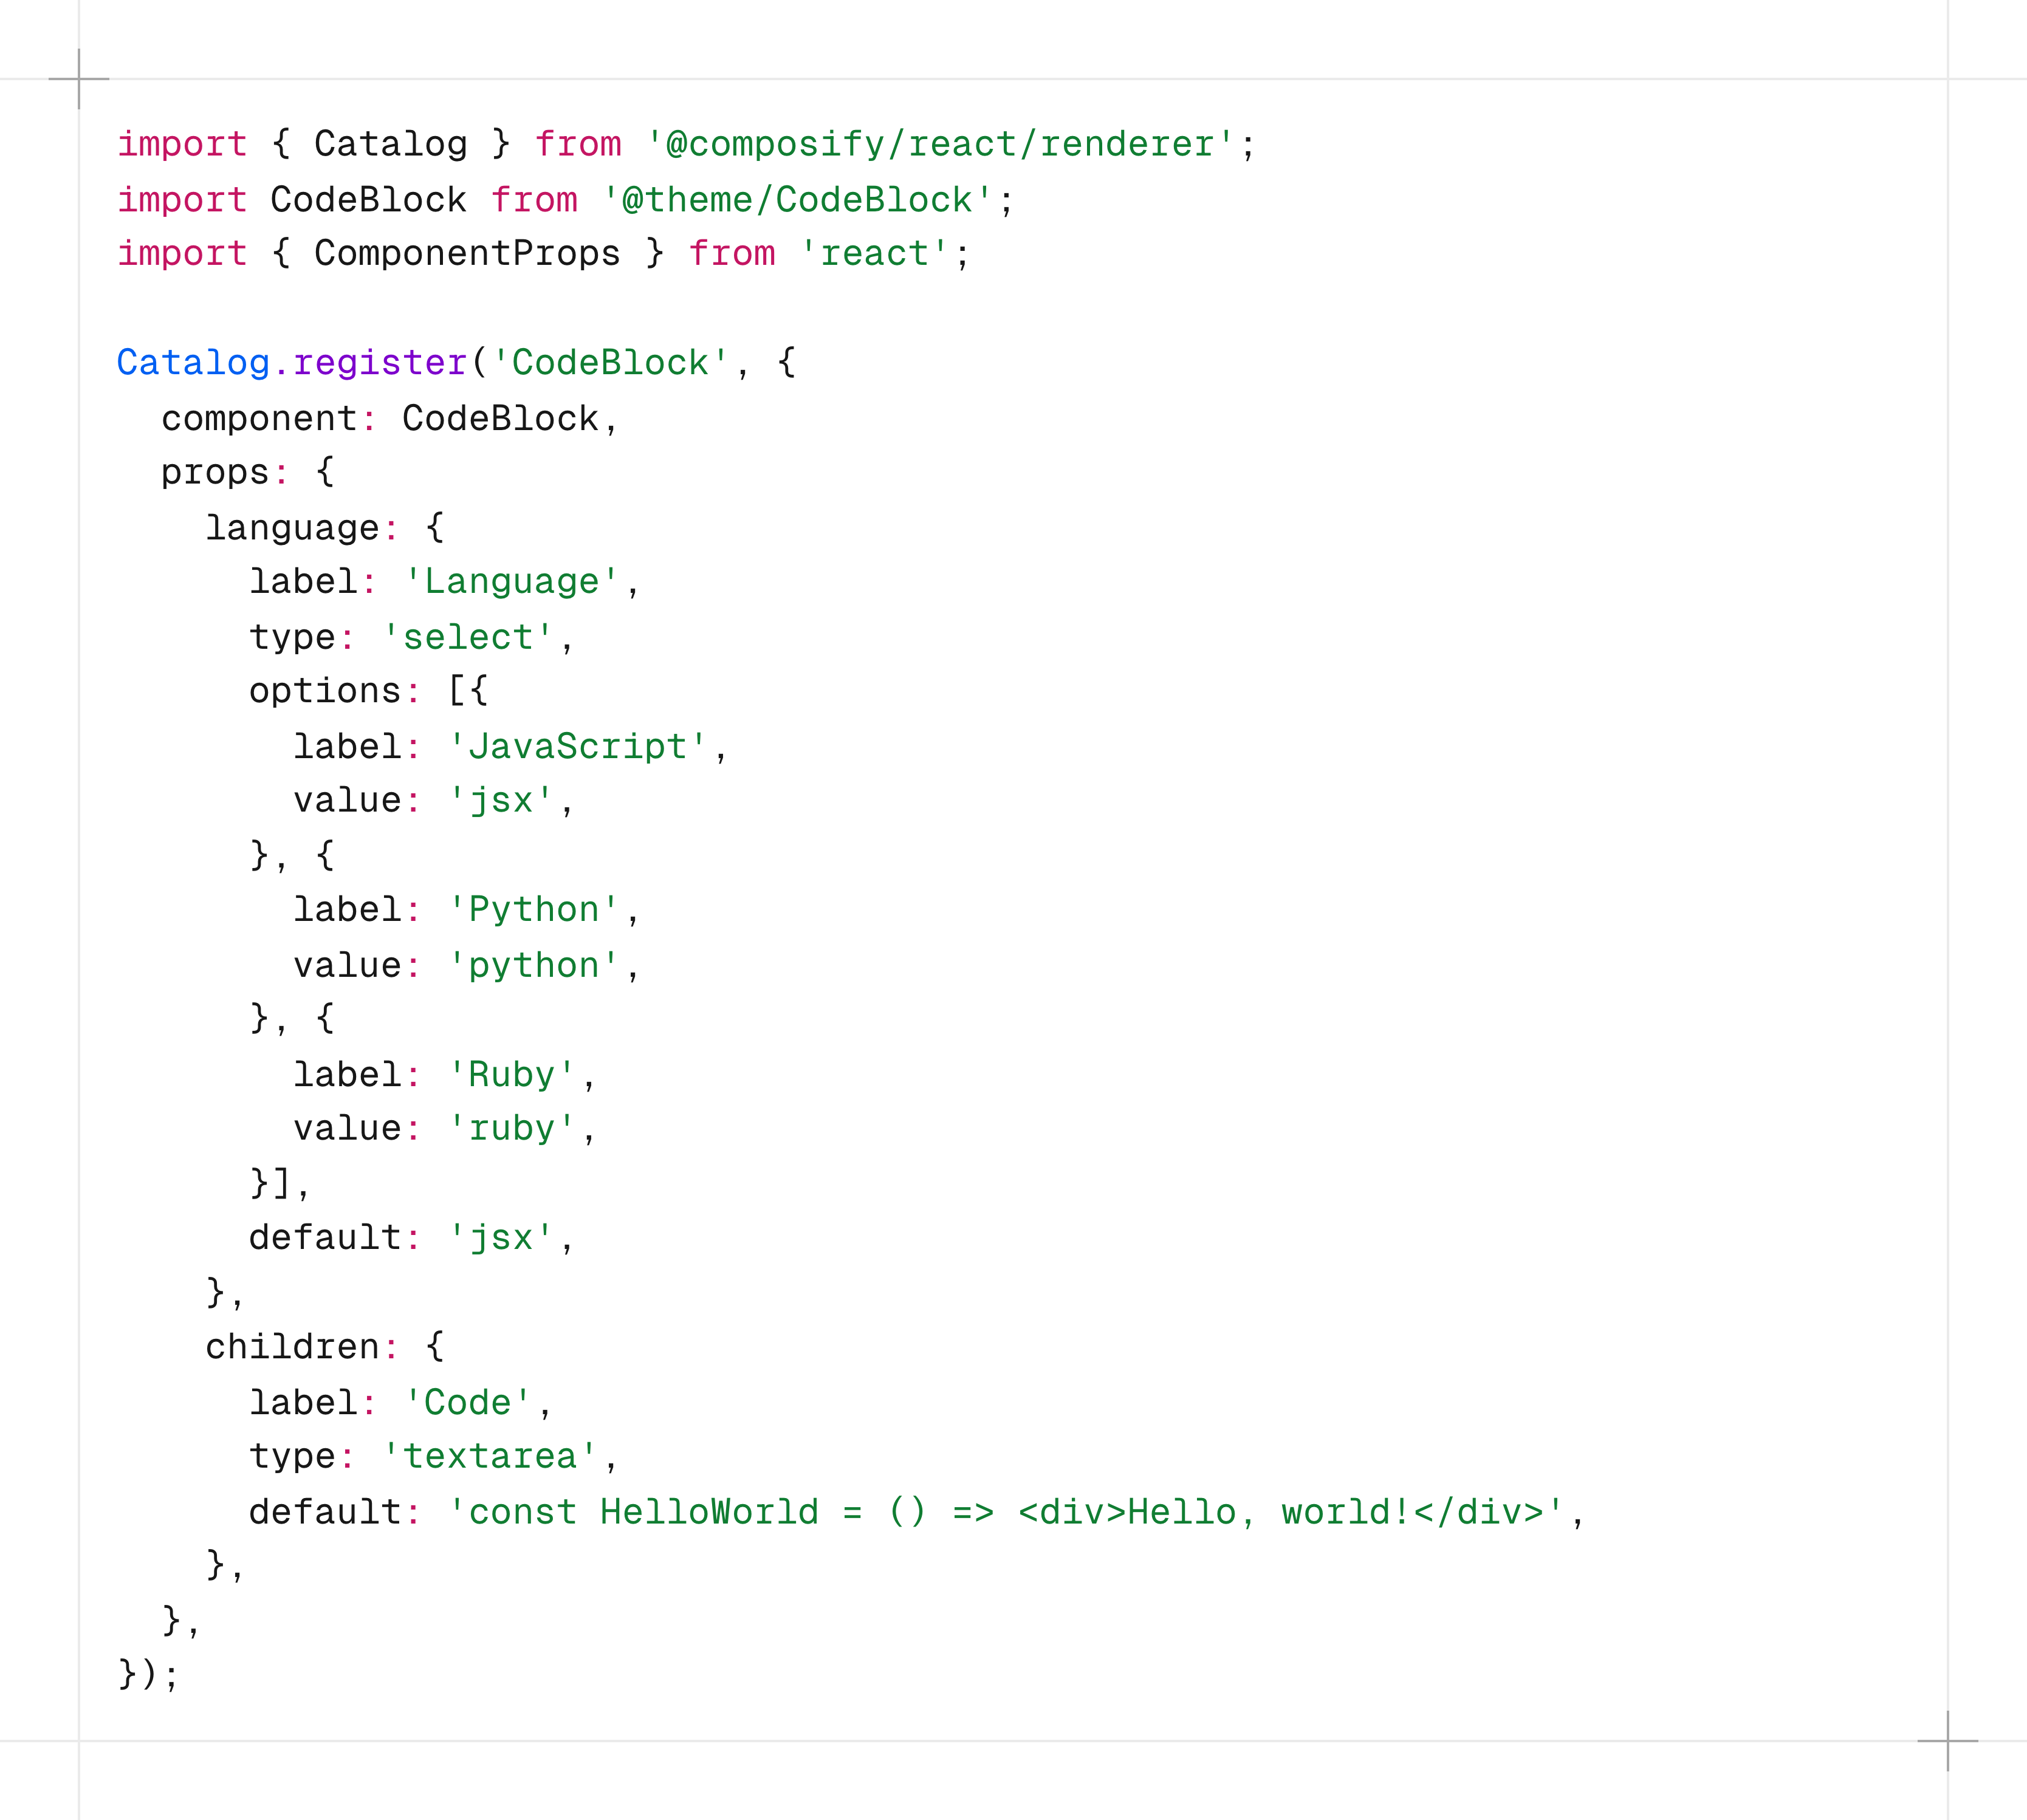 import { Catalog } from '@composify/react/renderer';
import CodeBlock from '@theme/CodeBlock';
import { ComponentProps } from 'react';

Catalog.register('CodeBlock', {
  component: CodeBlock,
  props: {
    language: {
      label: 'Language',
      type: 'select',
      options: [{
        label: 'JavaScript',
        value: 'jsx',
      }, {
        label: 'Python',
        value: 'python',
      }, {
        label: 'Ruby',
        value: 'ruby',
      }],
      default: 'jsx',
    },
    children: {
      label: 'Code',
      type: 'textarea',
      default: 'const HelloWorld = () => <div>Hello, world!</div>',
    },
  },
});